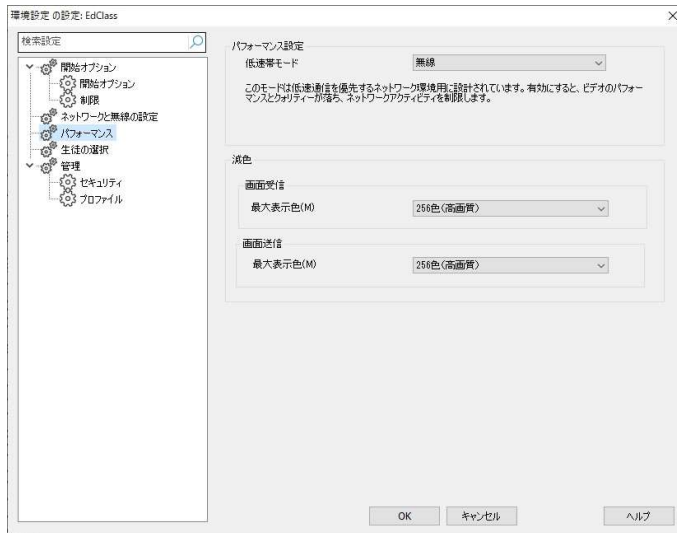 環境設定 の設定: EdClass
検索設定
開始オプション
開始オプション
制限
ネットワークと無線の設定
パフォーマンス
生徒の選択
管理
セキュリティ
プロファイル
パフォーマンス設定
低速帯モード
無線
このモードは低速通信を優先するネットワーク環境用に設計されています。有効にすると、ビデオのパフォー
マンスとクォリティーが落ち、ネットワークアクティビティを制限します。
減色
画面受信
最大表示色(M)
256色(高画質)
画面送信
最大表示色(M)
256色(高画質)
OK
キャンセル
ヘルプ